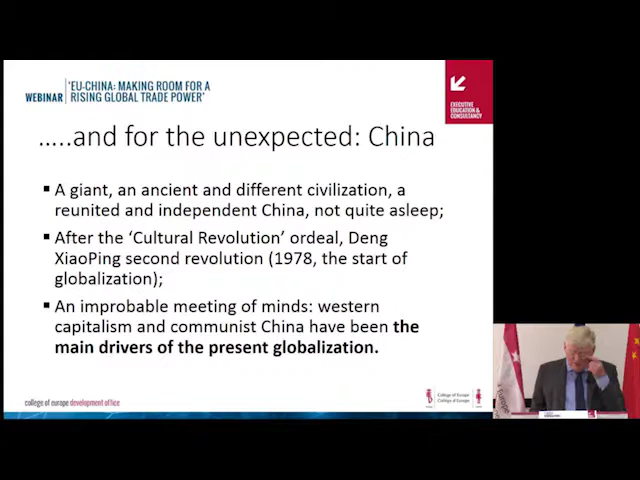 WEBINAR
'EU-CHINA: MAKING ROOM FOR A
RISING GLOBAL TRADE POWER'
EXECUTIVE
EDUCATION &
CONSULTANCY
…..and for the unexpected: China
▪ A giant, an ancient and different civilization, a
reunited and independent China, not quite asleep;
▪ After the ‘Cultural Revolution’ ordeal, Deng
XiaoPing second revolution (1978, the start of
globalization);
▪ An improbable meeting of minds: western
capitalism and communist China have been the
main drivers of the present globalization.
college of europe development office
College of Europe
Collège d'Europe